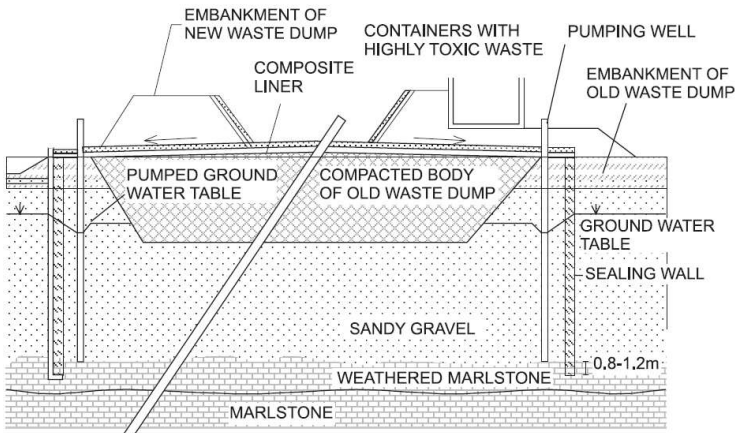 EMBANKMENT OF
NEW WASTE DUMP
COMPOSITE
LINER
CONTAINERS WITH
HIGHLY TOXIC WASTE
PUMPING WELL
EMBANKMENT OF
OLD WASTE DUMP
PUMPED GROUND
WATER TABLE
COMPACTED BODY
OF OLD WASTE DUMP
GROUND WATER
TABLE
SEALING WALL
SANDY GRAVEL
0.8-1.2m
WEATHERED MARLSTONE
MARLSTONE